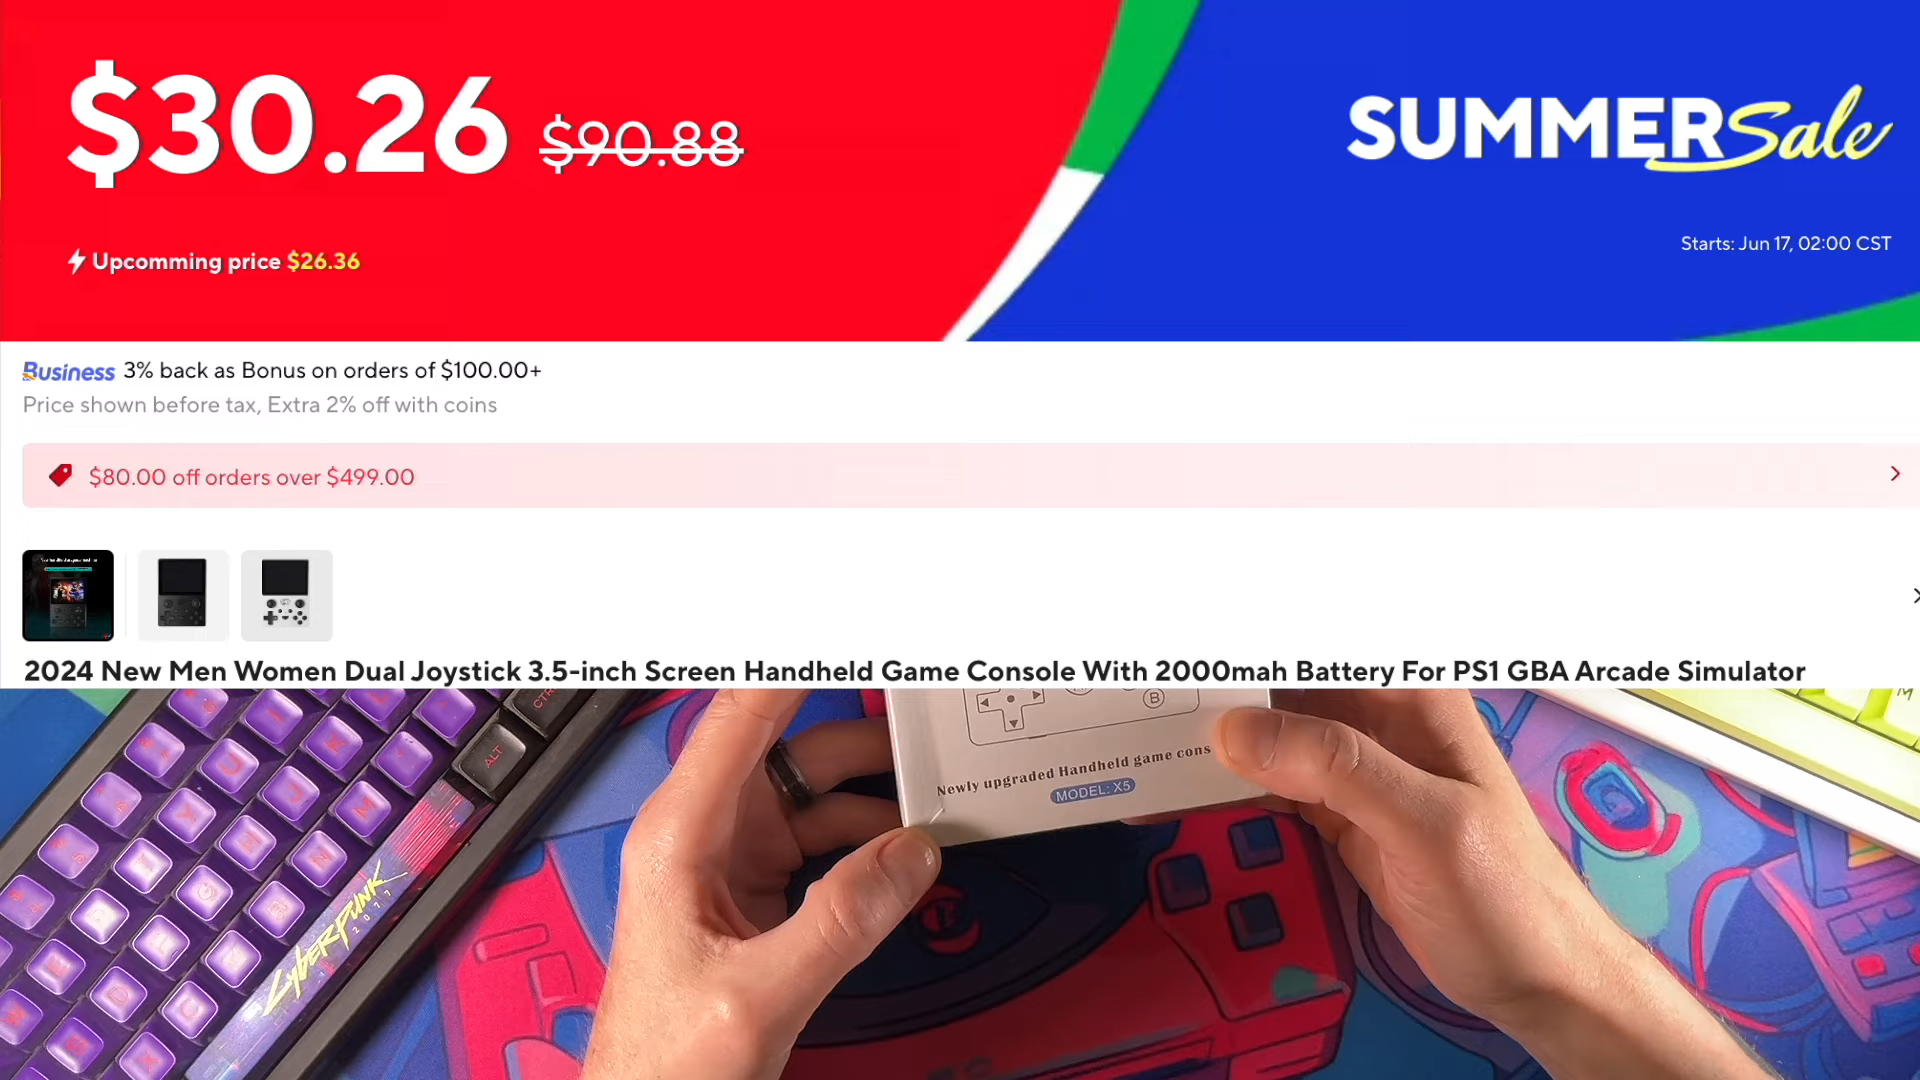 $30.26 $90.88
SUMMER Sale
Upcomming price $26.36
Starts: Jun 17, 02:00 CST
Business 3% back as Bonus on orders of $100.00+
Price shown before tax, Extra 2% off with coins
$80.00 off orders over $499.00
2024 New Men Women Dual Joystick 3.5-inch Screen Handheld Game Console With 2000mah Battery For PS1 GBA Arcade Simulator
CTR
ALT
B
M
Newly upgraded Handheld game cons
MODEL: X5
CYBERPUNK
2077